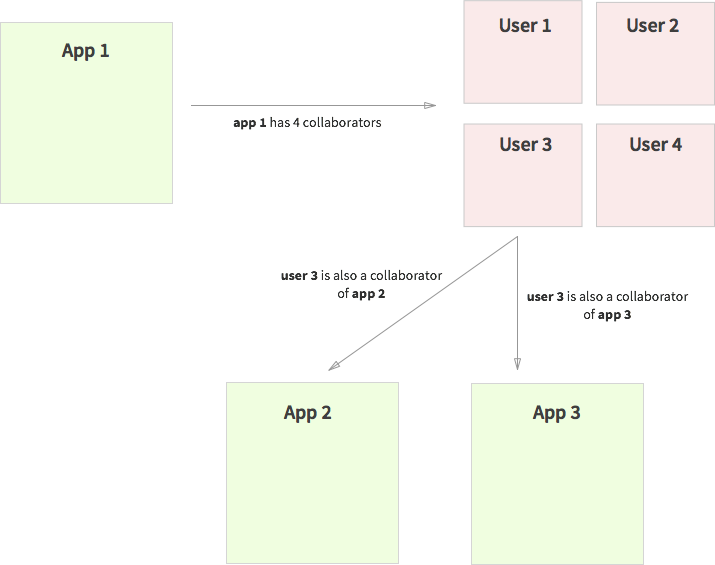 App 1
User 1
User 2
app 1 has 4 collaborators
User 3
User 4
user 3 is also a collaborator
of app 2
user 3 is also a collaborator
of app 3
App 2
App 3